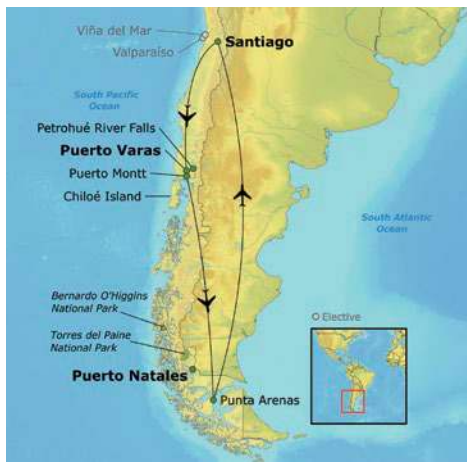 Viña del Mar
Valparaíso
Santiago
South Pacific
Ocean
Petrohué River Falls
Puerto Varas
Puerto Montt
Chiloé Island
South Atlantic
Ocean
Bernardo O'Higgins
National Park
Elective
Torres del Paine
National Park
Puerto Natales
Punta Arenas